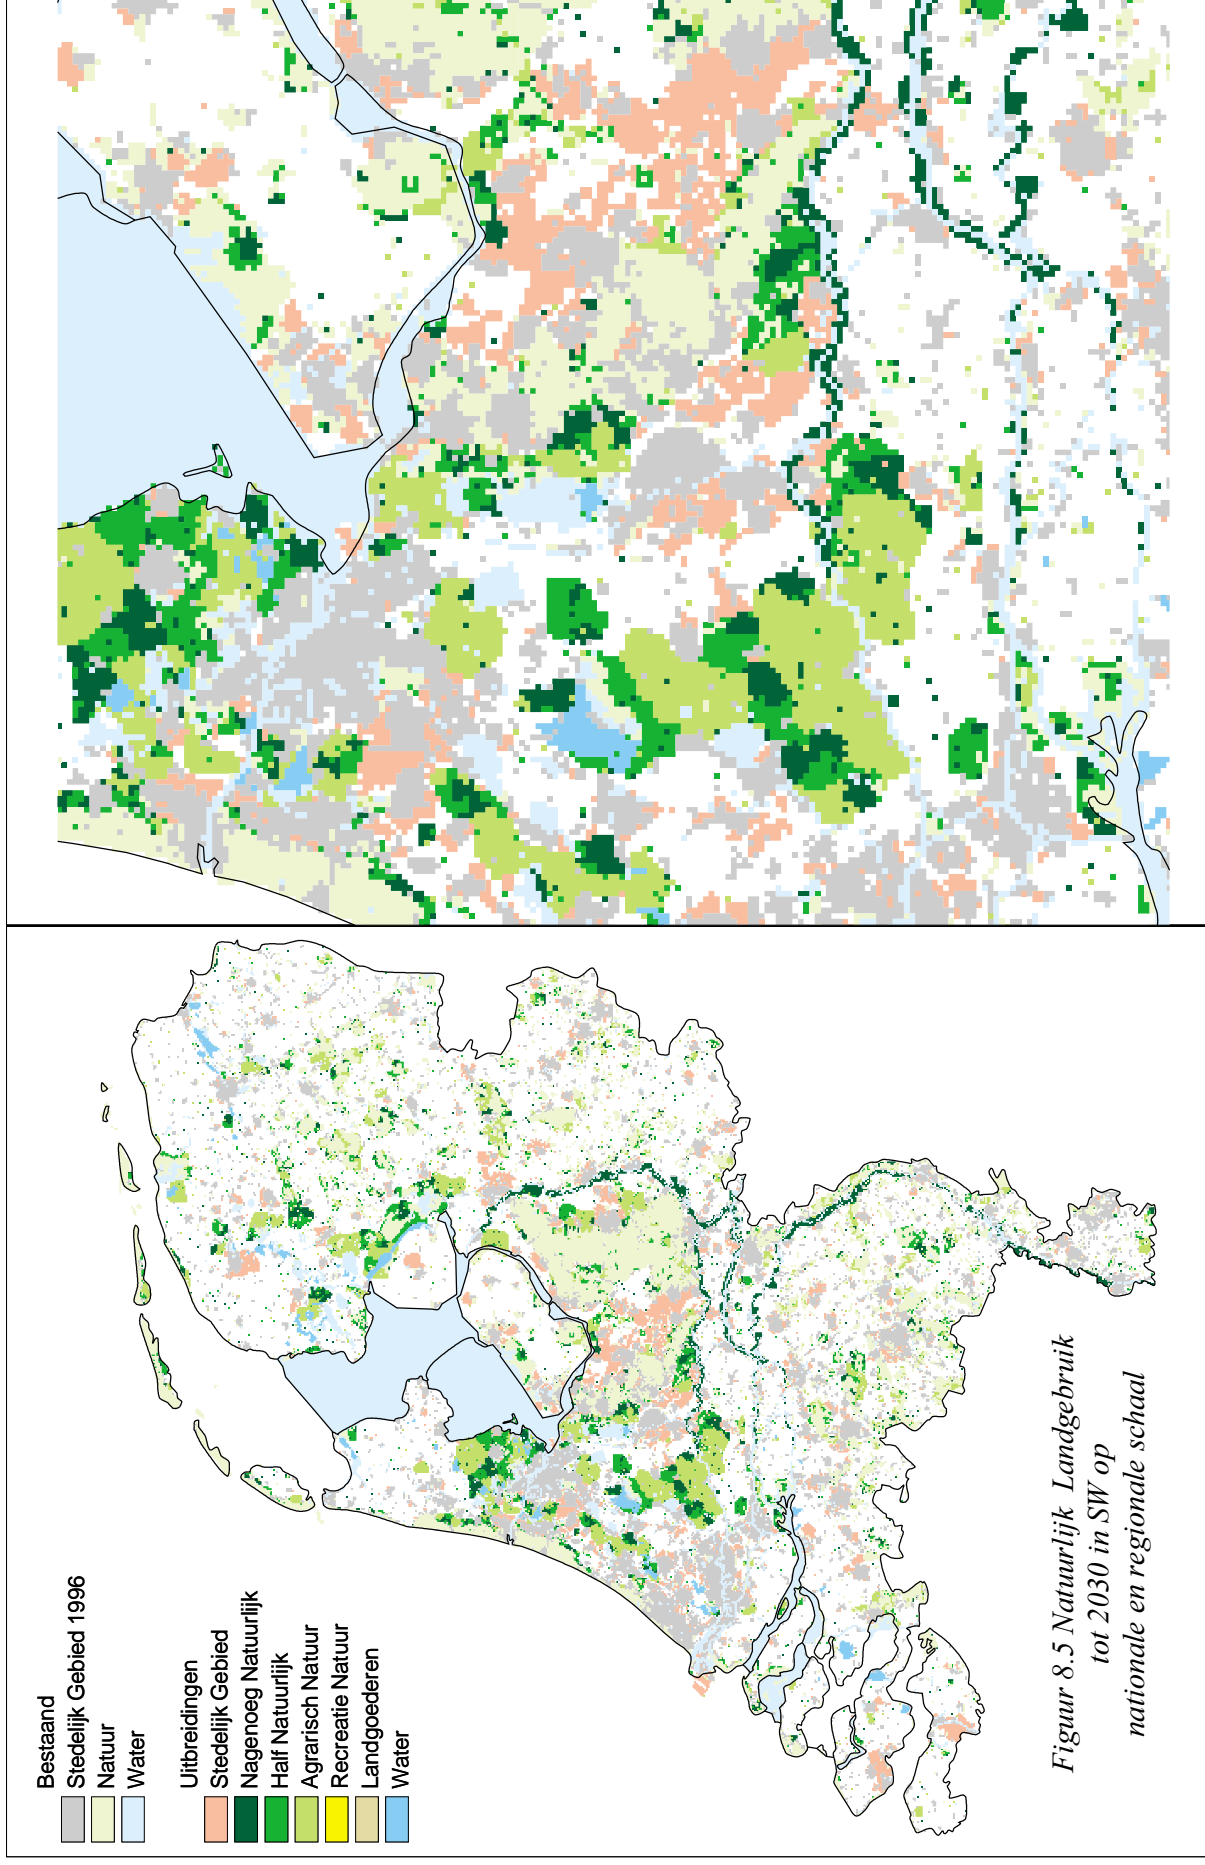 Bestaand
Stedelijk Gebied 1996
Natuur
Water
Uitbreidingen
Stedelijk Gebied
Nagenoeg Natuurlijk
Half Natuurlijk
Agrarisch Natuur
Recreatie Natuur
Landgoederen
Water
Figuur 8.5 Natuurlijk Landgebruik
tot 2030 in SW op
nationale en regionale schaal